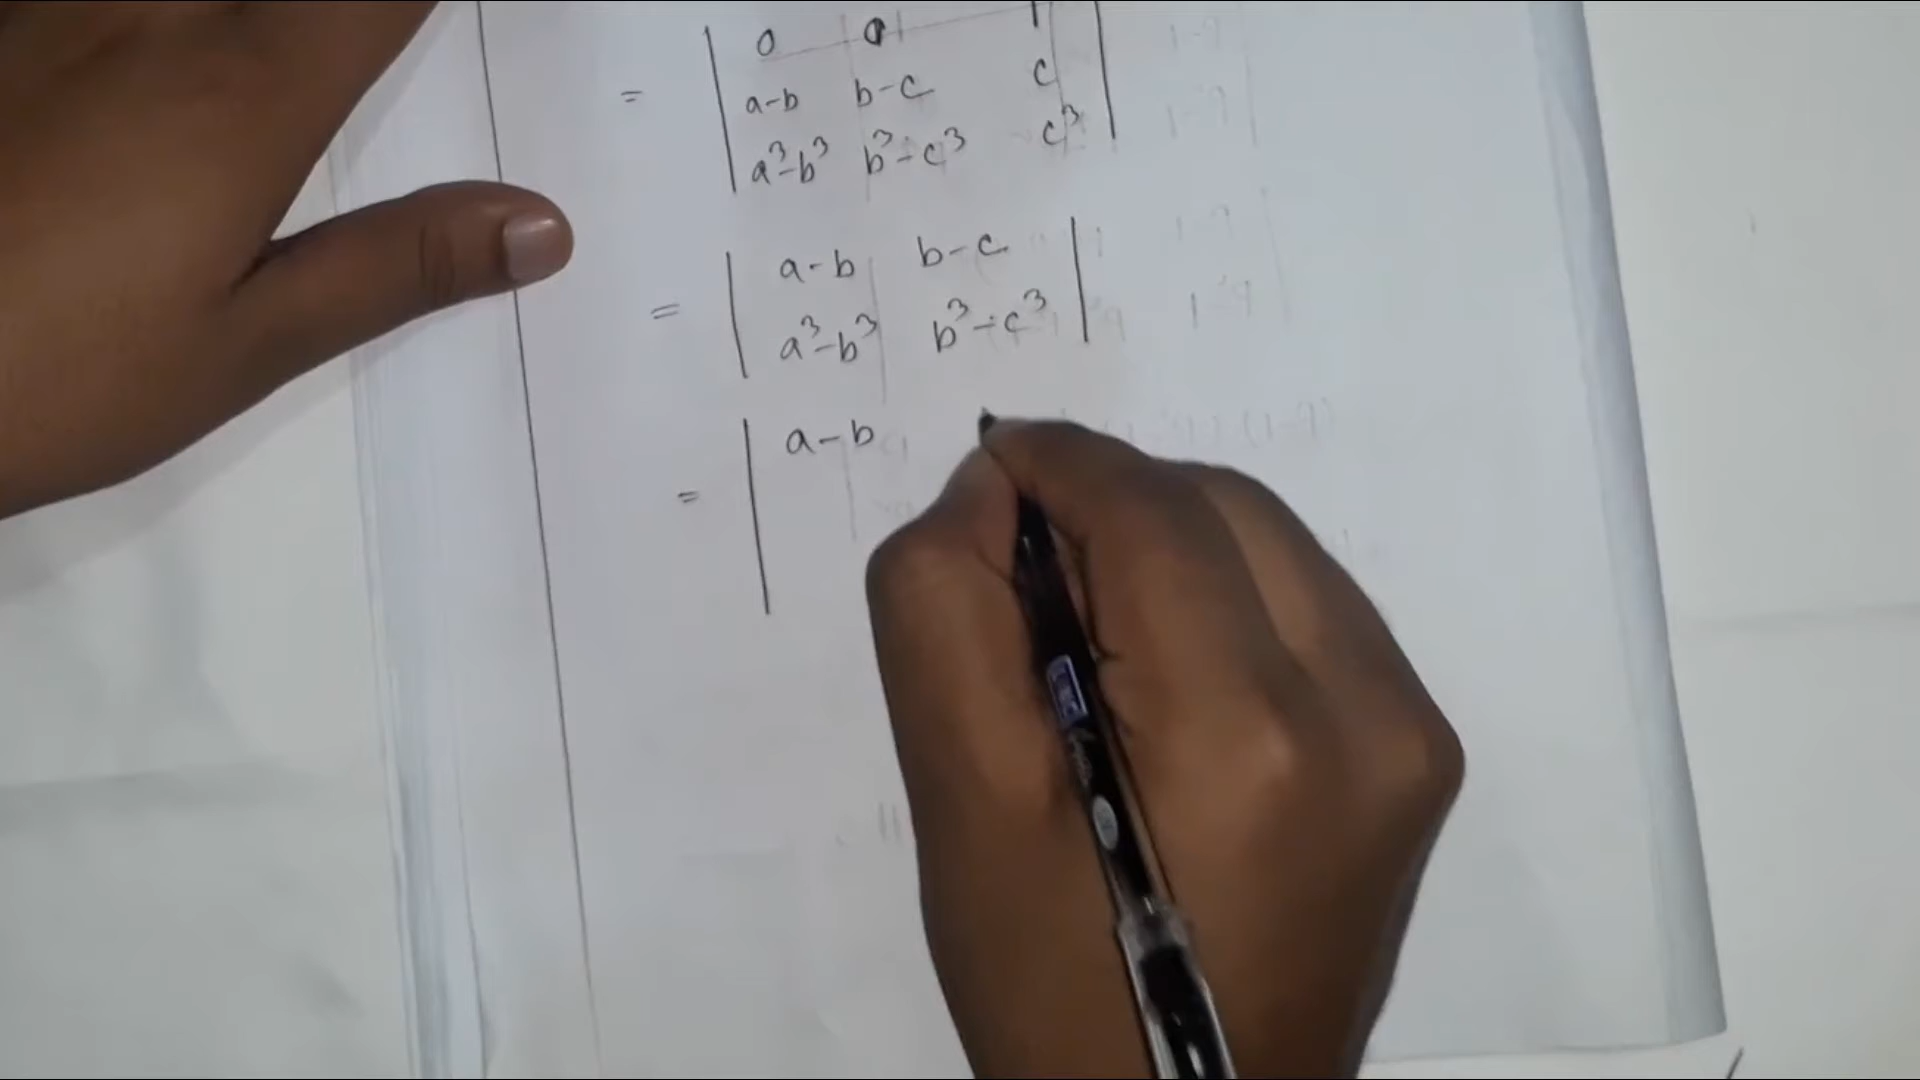 | 0 0 1 |
= | a-b b-c c |
| a³-b³ b³-c³ c³ |
| a-b b-c |
= | a³-b³ b³-c³ |
| a-b
=